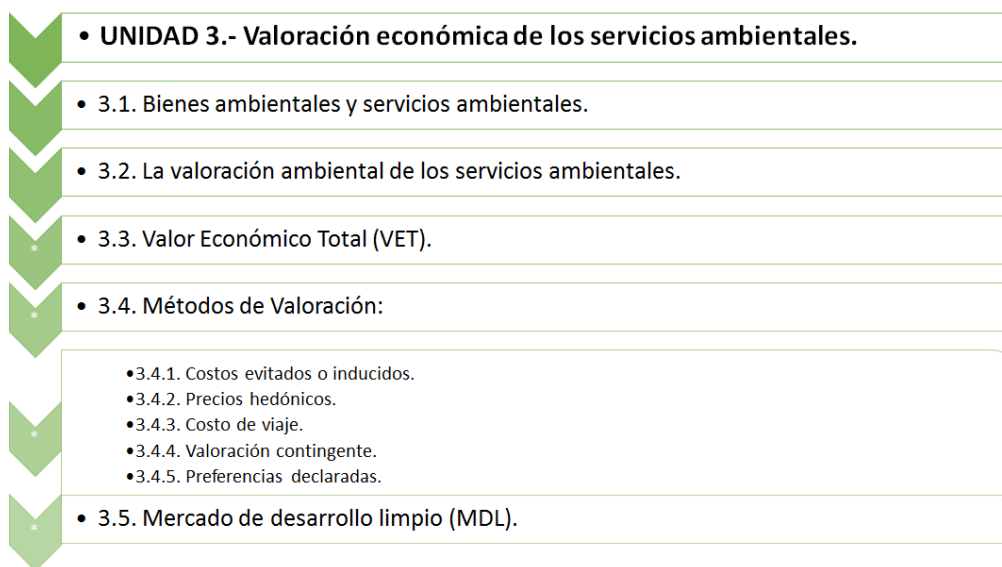 • UNIDAD 3.- Valoración económica de los servicios ambientales.
• 3.1. Bienes ambientales y servicios ambientales.
• 3.2. La valoración ambiental de los servicios ambientales.
* • 3.3. Valor Económico Total (VET).
* • 3.4. Métodos de Valoración:
•3.4.1. Costos evitados o inducidos.
•3.4.2. Precios hedónicos.
•3.4.3. Costo de viaje.
*
•3.4.4. Valoración contingente.
•3.4.5. Preferencias declaradas.
* • 3.5. Mercado de desarrollo limpio (MDL).